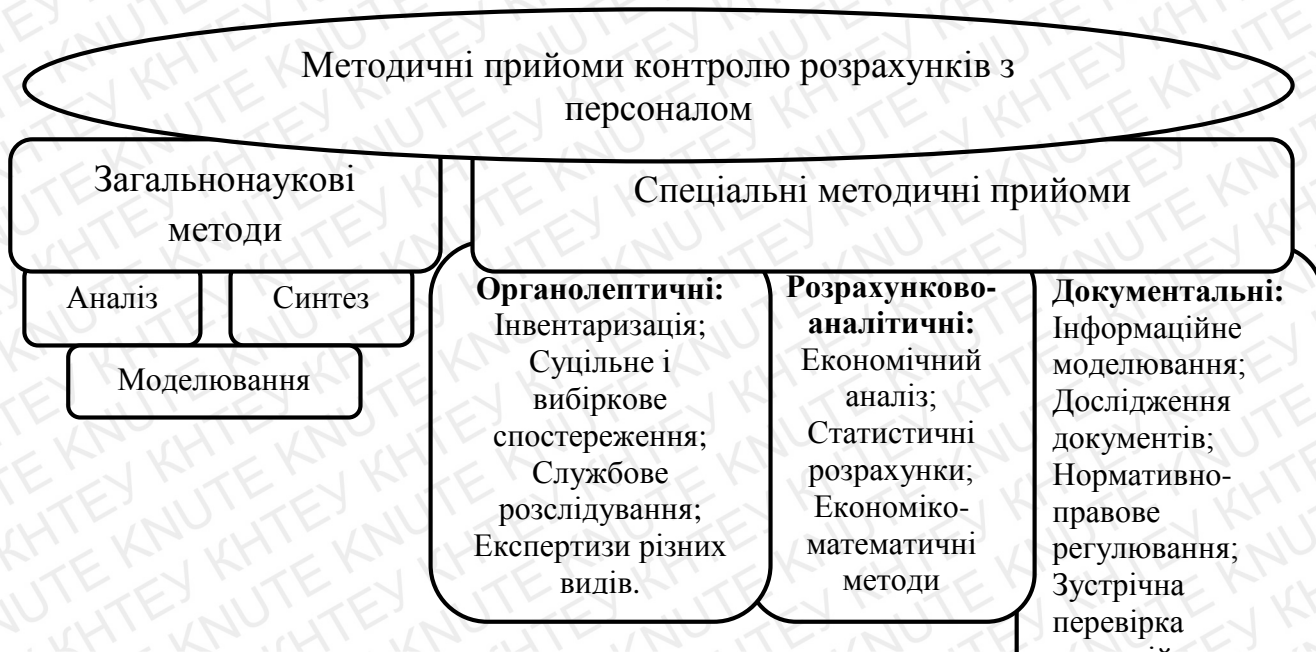 Методичні прийоми контролю розрахунків з
персоналом
Загальнонаукові
методи
Спеціальні методичні прийоми
Аналіз
Синтез
Моделювання
Органолептичні:
Інвентаризація;
Суцільне і
вибіркове
спостереження;
Службове
розслідування;
Експертизи різних
видів.
Розрахунково-
аналітичні:
Економічний
аналіз;
Статистичні
розрахунки;
Економіко-
математичні
методи
Документальні:
Інформаційне
моделювання;
Дослідження
документів;
Нормативно-
правове
регулювання;
Зустрічна
перевірка